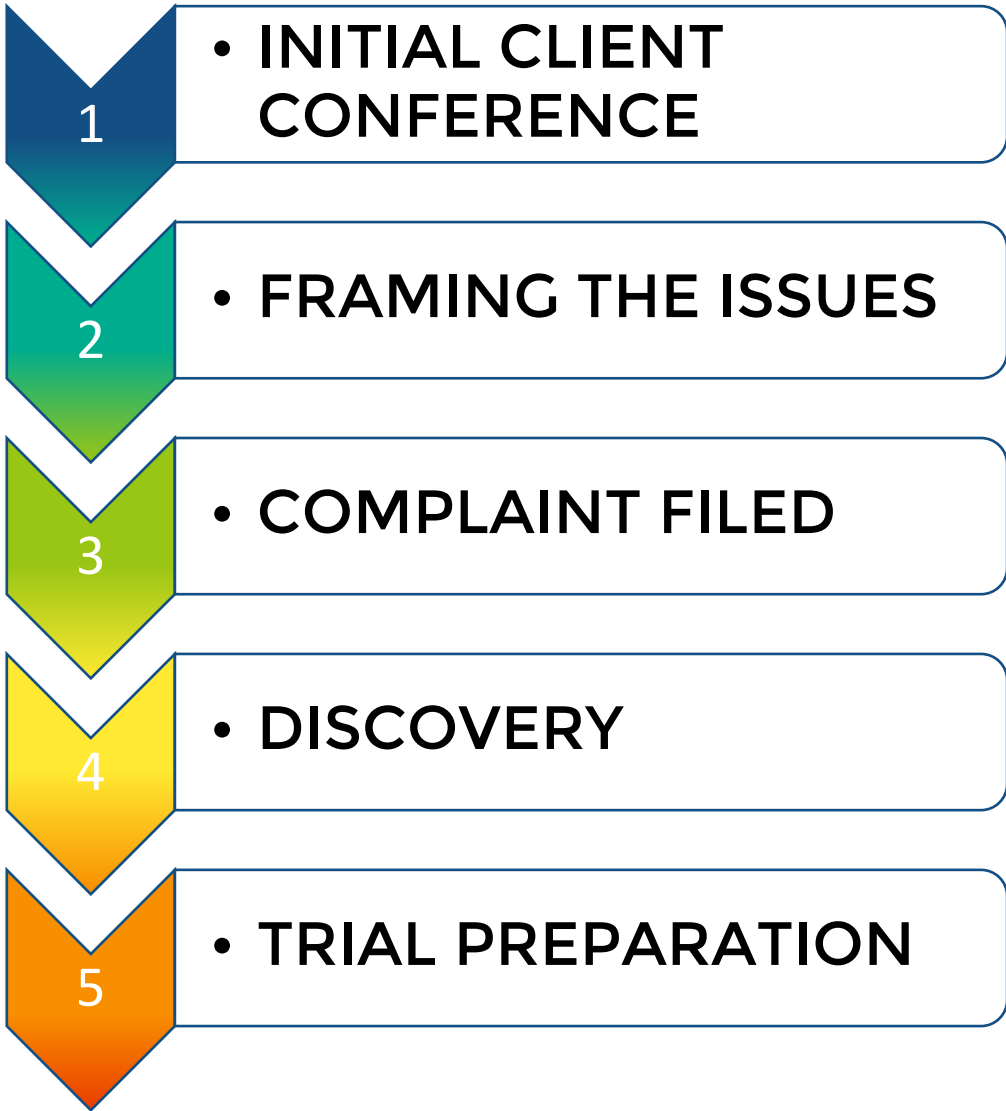 1
• INITIAL CLIENT
CONFERENCE
2
• FRAMING THE ISSUES
3
• COMPLAINT FILED
4
• DISCOVERY
5
• TRIAL PREPARATION